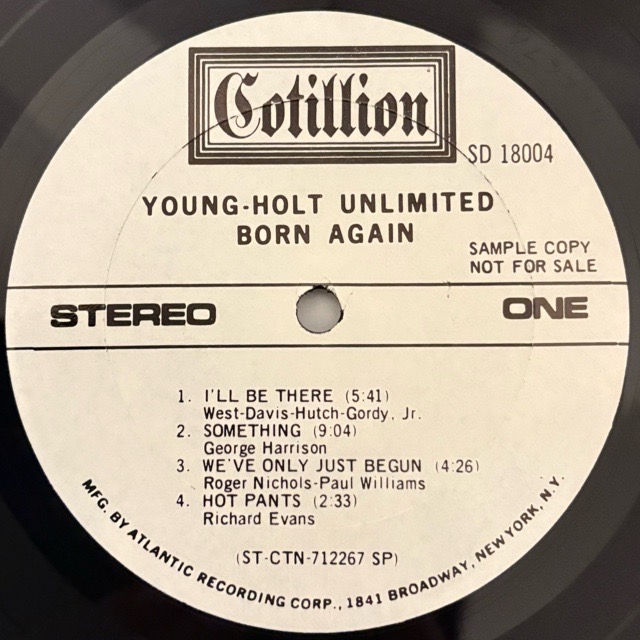 Cotillion
SD 18004
YOUNG-HOLT UNLIMITED
BORN AGAIN
SAMPLE COPY
NOT FOR SALE
STEREO
ONE
1. I'LL BE THERE (5:41)
West-Davis-Hutch-Gordy, Jr.
2. SOMETHING (9:04)
George Harrison
3. WE'VE ONLY JUST BEGUN (4:26)
Roger Nichols-Paul Williams
4. HOT PANTS (2:33)
Richard Evans
(ST-CTN-712267 SP)
MFG. BY ATLANTIC RECORDING CORP., 1841 BROADWAY, NEW YORK, N.Y.